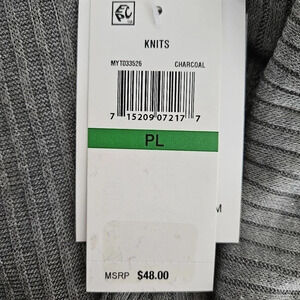 KNITS
MYT033526 CHARCOAL
7 15209 07217 7
PL
M
MSRP $48.00